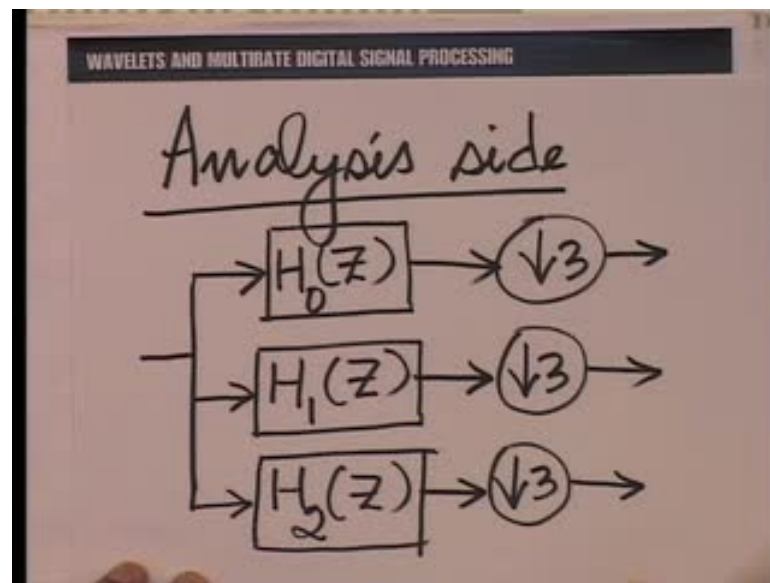 WAVELETS AND MULTIRATE DIGITAL SIGNAL PROCESSING
Analysis side
H₀(Z) ↓3
H₁(Z) ↓3
H₂(Z) ↓3